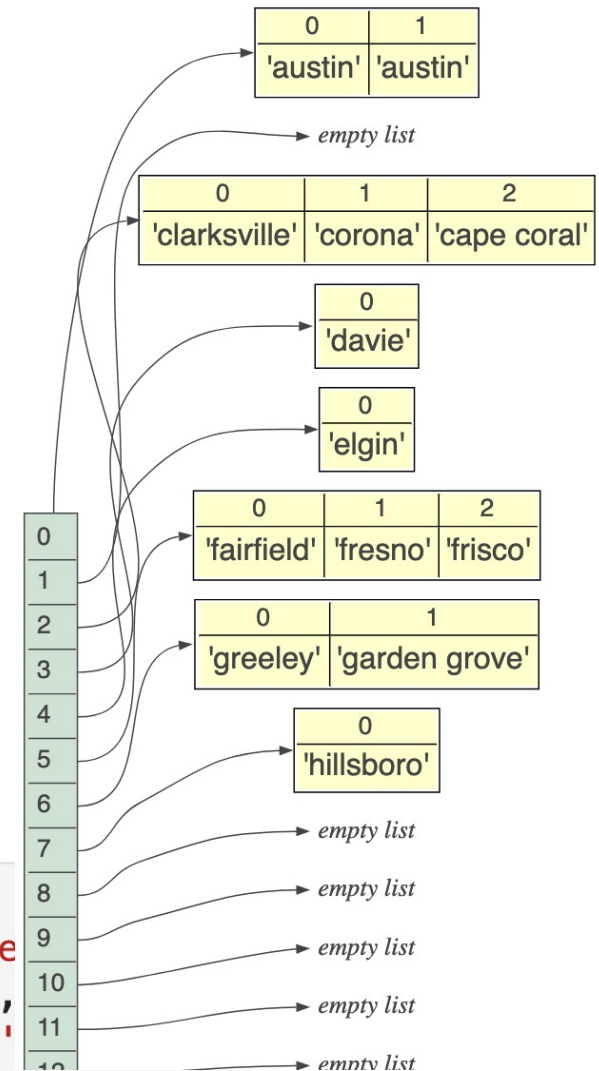 0 1
'austin' 'austin'
empty list
0 1 2
'clarksville' 'corona' 'cape coral'
0
'davie'
0
'elgin'
0 1 2
'fairfield' 'fresno' 'frisco'
0 1
'greeley' 'garden grove'
0
'hillsboro'
empty list
empty list
empty list
empty list
empty list
0
1
2
3
4
5
6
7
8
9
10
11
12
e
,
'